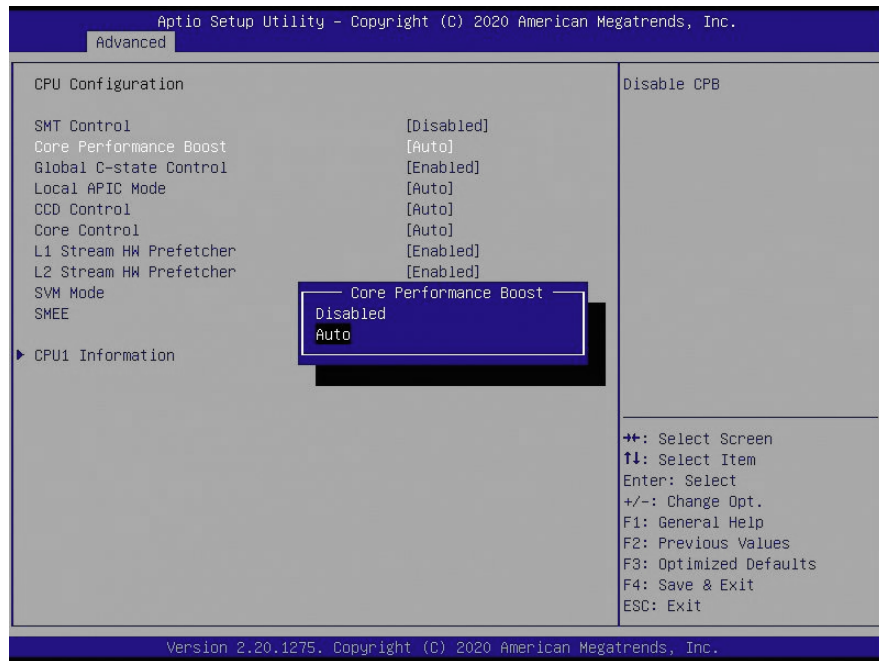 Aptio Setup Utility – Copyright (C) 2020 American Megatrends, Inc.
Advanced
CPU Configuration
SMT Control [Disabled]
Core Performance Boost [Auto]
Global C-state Control [Enabled]
Local APIC Mode [Auto]
CCD Control [Auto]
Core Control [Auto]
L1 Stream HW Prefetcher [Enabled]
L2 Stream HW Prefetcher [Enabled]
SVM Mode
SMEE
CPU1 Information
Core Performance Boost
Disabled
Auto
Disable CPB
→←: Select Screen
↑↓: Select Item
Enter: Select
+/-: Change Opt.
F1: General Help
F2: Previous Values
F3: Optimized Defaults
F4: Save & Exit
ESC: Exit
Version 2.20.1275. Copyright (C) 2020 American Megatrends, Inc.